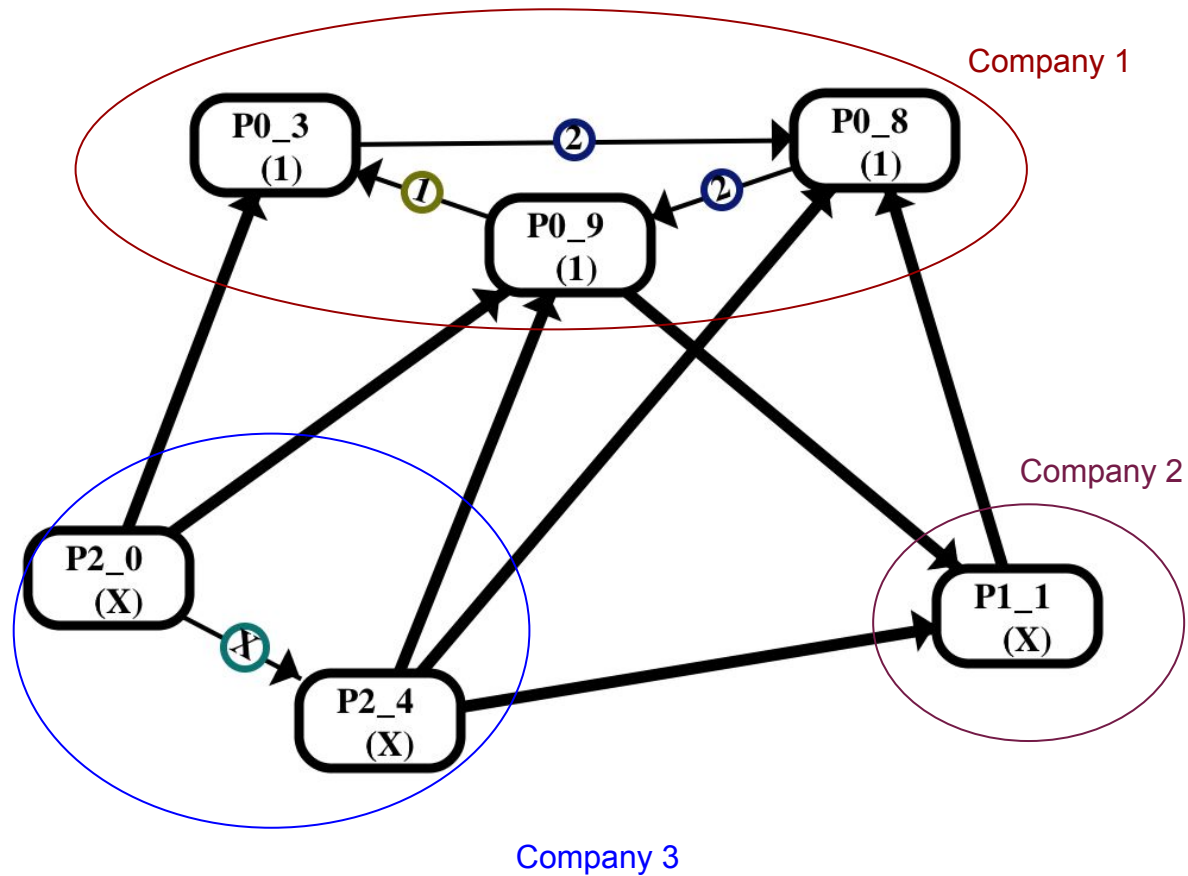 Company 1
P0_3
(1)
2
P0_8
(1)
1
2
P0_9
(1)
Company 2
P2_0
(X)
P1_1
(X)
X
P2_4
(X)
Company 3